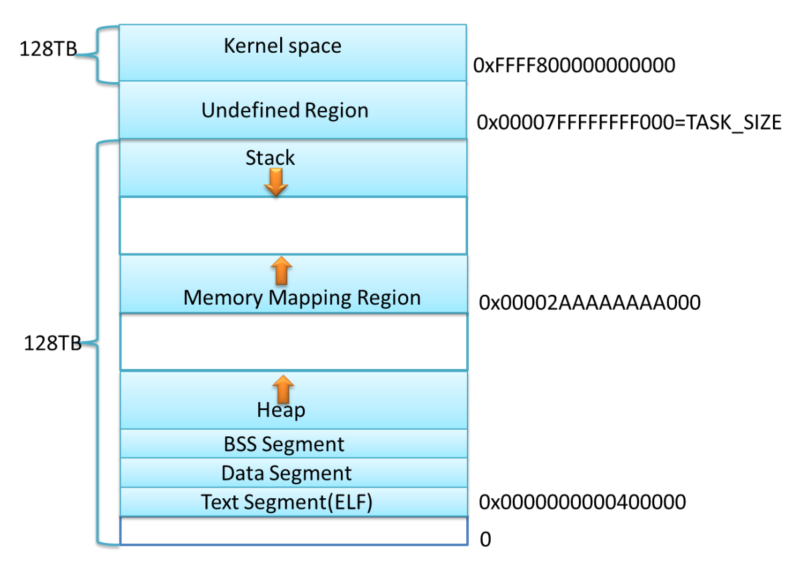 128TB
Kernel space
0xFFFF800000000000
Undefined Region
0x00007FFFFFFFF000=TASK_SIZE
Stack
Memory Mapping Region
0x00002AAAAAAAA000
128TB
Heap
BSS Segment
Data Segment
Text Segment(ELF)
0x0000000000400000
0